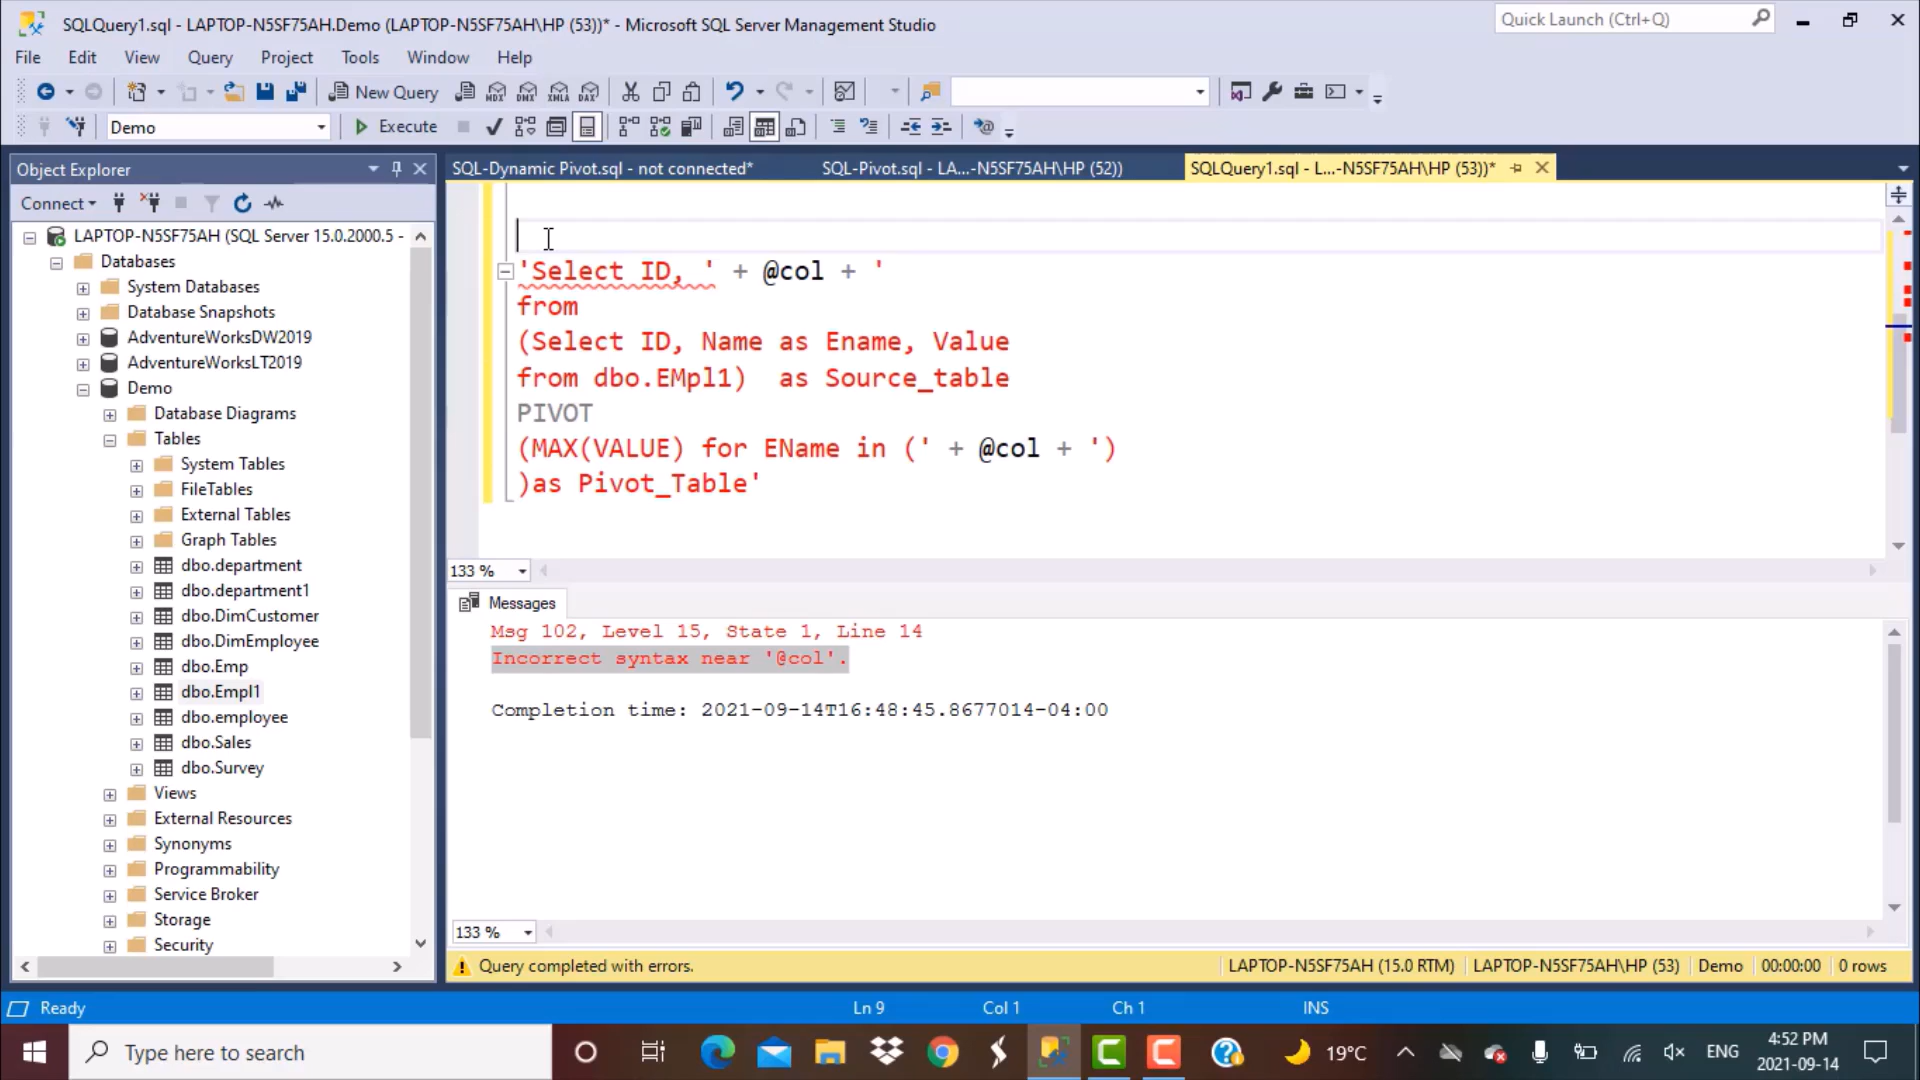 SQLQuery1.sql - LAPTOP-N5SF75AH.Demo (LAPTOP-N5SF75AH\HP (53))* - Microsoft SQL Server Management Studio
Quick Launch (Ctrl+Q)
File Edit View Query Project Tools Window Help
New Query
MDX DMX XMLA DAX
Demo
Execute
Object Explorer
SQL-Dynamic Pivot.sql - not connected*
SQL-Pivot.sql - LA...-N5SF75AH\HP (52))
SQLQuery1.sql - L...-N5SF75AH\HP (53))*
Connect
LAPTOP-N5SF75AH (SQL Server 15.0.2000.5 -
Databases
System Databases
Database Snapshots
AdventureWorksDW2019
AdventureWorksLT2019
Demo
Database Diagrams
Tables
System Tables
FileTables
External Tables
Graph Tables
dbo.department
dbo.department1
dbo.DimCustomer
dbo.DimEmployee
dbo.Emp
dbo.Empl1
dbo.employee
dbo.Sales
dbo.Survey
Views
External Resources
Synonyms
Programmability
Service Broker
Storage
Security
'Select ID, ' + @col + '
from
(Select ID, Name as Ename, Value
from dbo.EMpl1)  as Source_table
PIVOT
(MAX(VALUE) for EName in (' + @col + ')
)as Pivot_Table'
133 %
Messages
Msg 102, Level 15, State 1, Line 14
Incorrect syntax near '@col'.
Completion time: 2021-09-14T16:48:45.8677014-04:00
133 %
Query completed with errors.
LAPTOP-N5SF75AH (15.0 RTM)
LAPTOP-N5SF75AH\HP (53)
Demo
00:00:00
0 rows
Ready
Ln 9
Col 1
Ch 1
INS
Type here to search
19°C
ENG
4:52 PM
2021-09-14